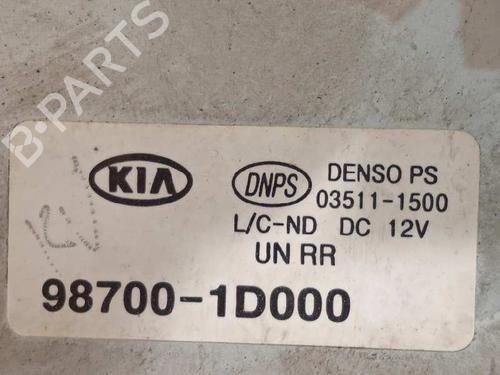 B-PARTS
KIA DNPS DENSO PS
03511-1500
L/C-ND DC 12V
UN RR
98700-1D000